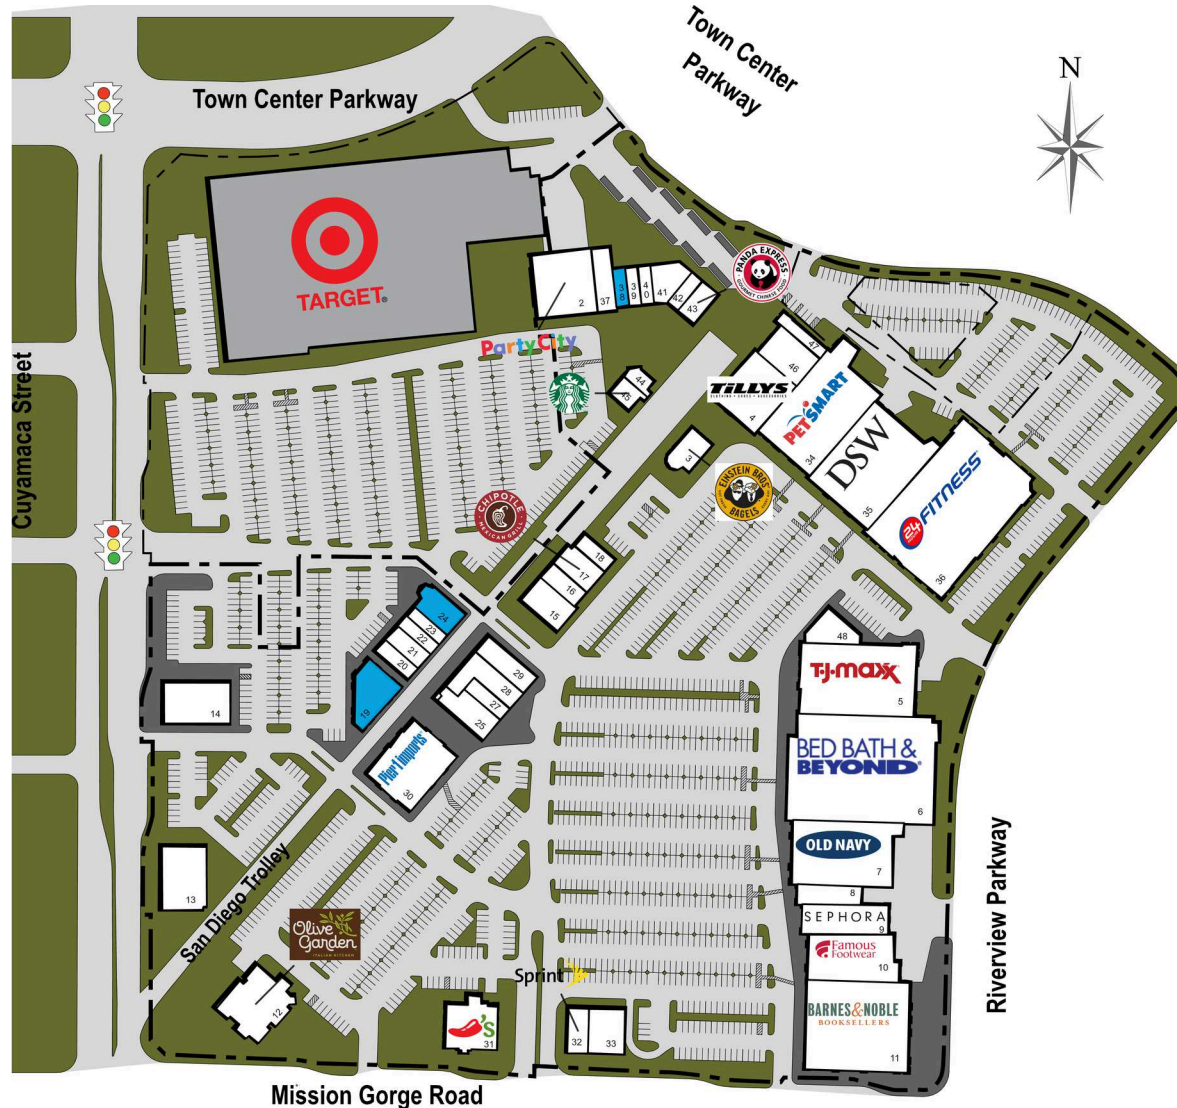 Town Center
Parkway
N
Town Center Parkway
TARGET®
PANDA EXPRESS
GOURMET CHINESE FOOD
2
37
38
39
40
41
42
43
PartyCity
44
45
47
46
TiLLYS
CLOTHING • SHOES • ACCESSORIES
4
PETSMART
34
DSW
35
24
FITNESS
36
3
EINSTEIN BROS
BAGELS
Cuyamaca Street
CHIPOTLE
MEXICAN GRILL
18
17
16
15
24
23
22
21
20
19
29
28
27
25
14
Pier 1 imports
30
48
T·J·maxx
5
BED BATH &
BEYOND
6
OLD NAVY
7
8
SEPHORA
9
Famous
Footwear
10
BARNES&NOBLE
BOOKSELLERS
11
Riverview Parkway
13
San Diego Trolley
Olive
Garden
ITALIAN KITCHEN
12
Sprint
's
31
32
33
Mission Gorge Road